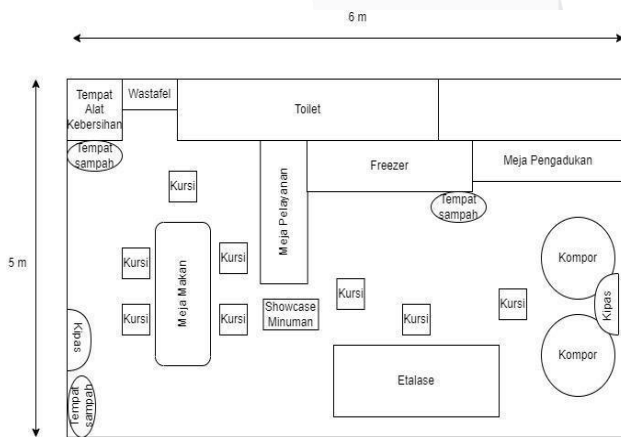 6 m
Tempat
Alat
Kebersihan
Wastafel
Toilet
Tempat
sampah
Kursi
Meja Pelayanan
Freezer
Meja Pengadukan
Tempat
sampah
5 m
Kursi
Meja Makan
Kursi
Kompor
Kursi
Kursi
Kipas
Kursi
Kursi
Showcase
Minuman
Kursi
Kipas
Kompor
Etalase
Tempat
sampah